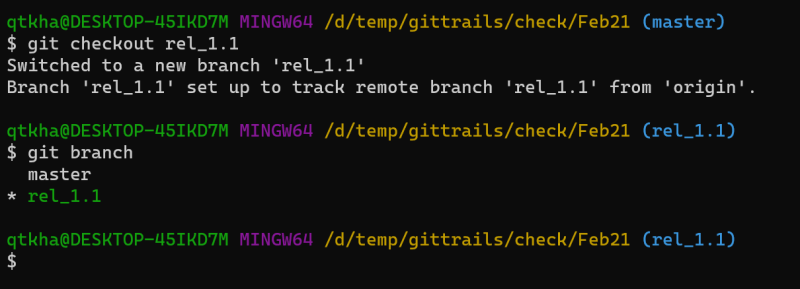 qtkha@DESKTOP-45IKD7M MINGW64 /d/temp/gittrails/check/Feb21 (master)
$ git checkout rel_1.1
Switched to a new branch 'rel_1.1'
Branch 'rel_1.1' set up to track remote branch 'rel_1.1' from 'origin'.
qtkha@DESKTOP-45IKD7M MINGW64 /d/temp/gittrails/check/Feb21 (rel_1.1)
$ git branch
  master
* rel_1.1
qtkha@DESKTOP-45IKD7M MINGW64 /d/temp/gittrails/check/Feb21 (rel_1.1)
$